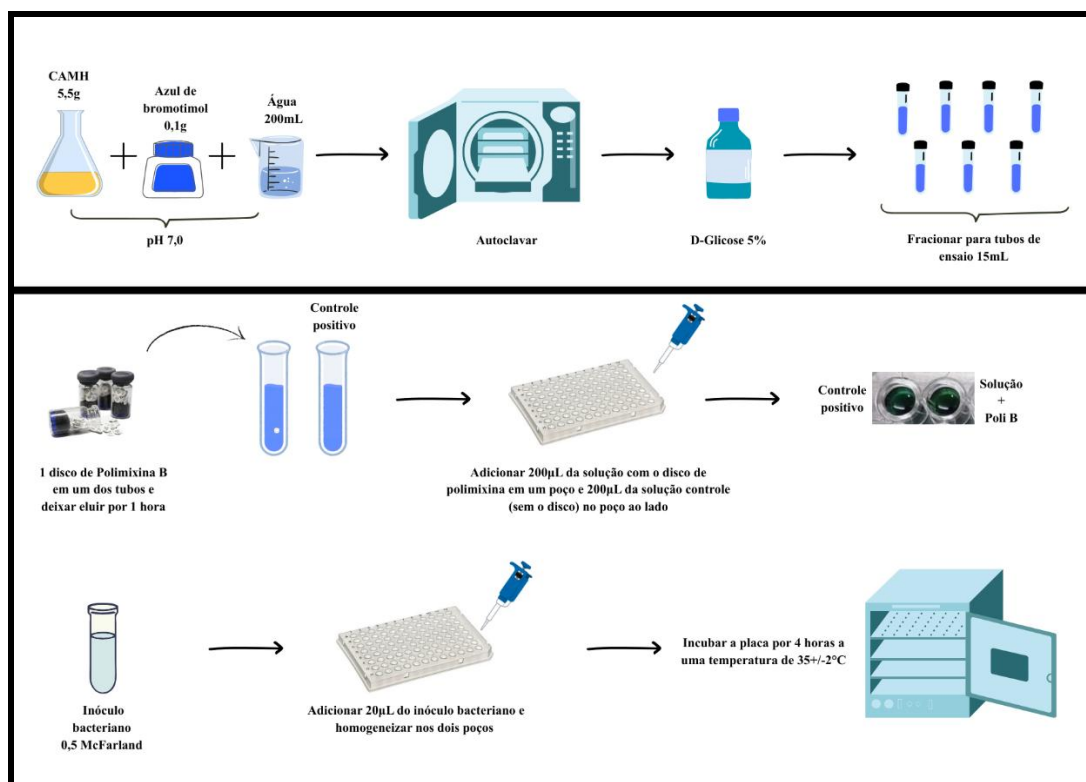 CAMH
5,5g
Azul de
bromotimol
0,1g
Água
200mL
pH 7,0
Autoclavar
D-Glicose 5%
Fracionar para tubos de
ensaio 15mL
Controle
positivo
1 disco de Polimixina B
em um dos tubos e
deixar eluir por 1 hora
Adicionar 200µL da solução com o disco de
polimixina em um poço e 200µL da solução controle
(sem o disco) no poço ao lado
Controle
positivo
Solução
+
Poli B
Inóculo
bacteriano
0,5 McFarland
Adicionar 20µL do inóculo bacteriano e
homogeneizar nos dois poços
Incubar a placa por 4 horas a
uma temperatura de 35+/-2°C